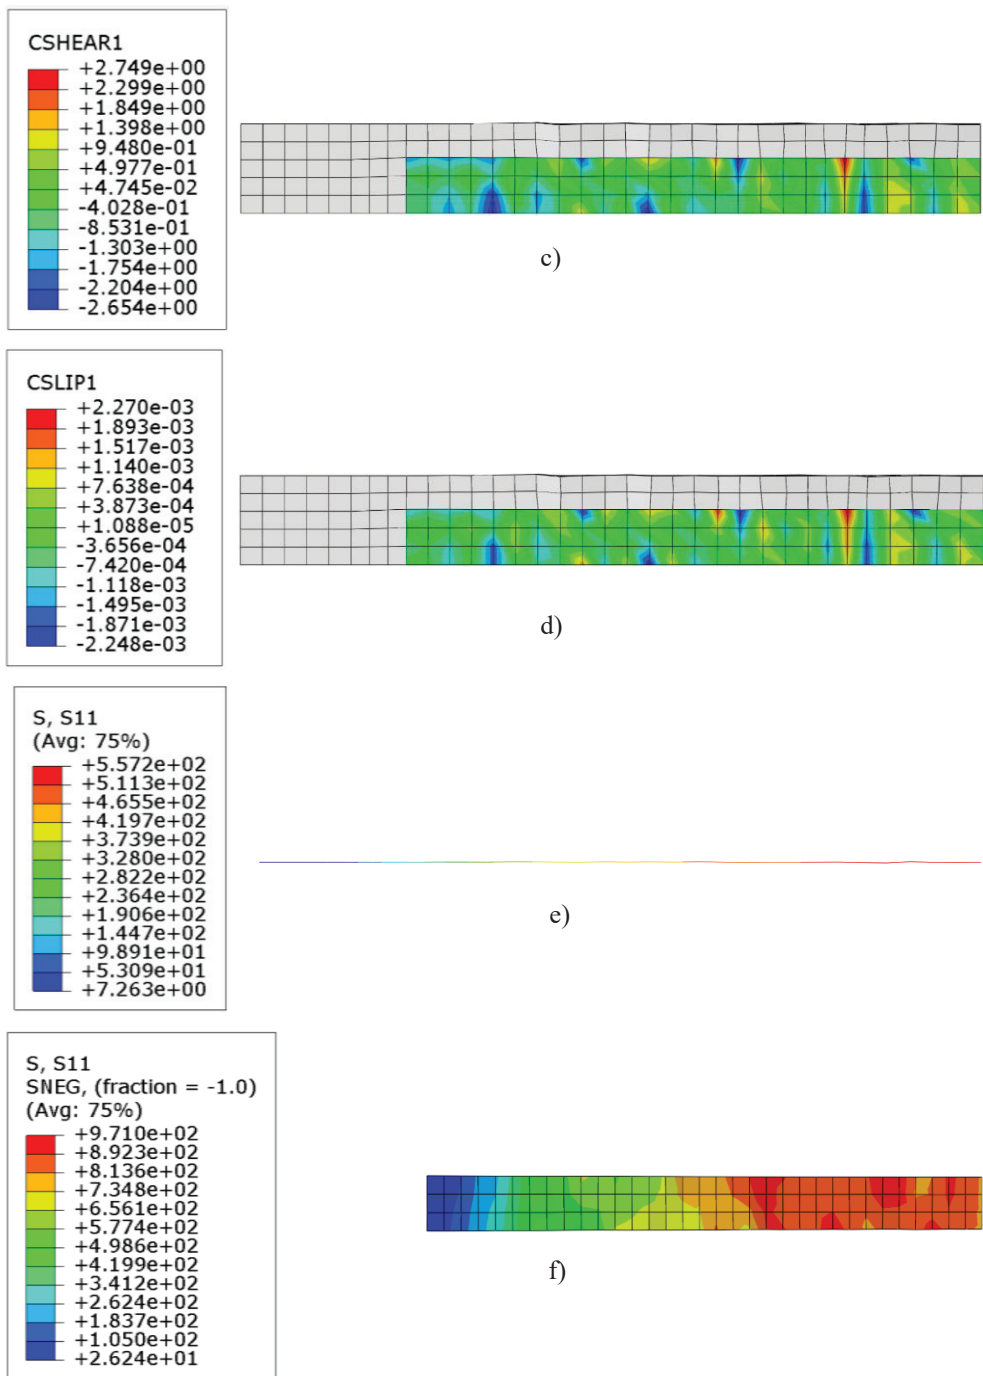 CSHEAR1
+2.749e+00
+2.299e+00
+1.849e+00
+1.398e+00
+9.480e-01
+4.977e-01
+4.745e-02
-4.028e-01
-8.531e-01
-1.303e+00
-1.754e+00
-2.204e+00
-2.654e+00
c)
CSLIP1
+2.270e-03
+1.893e-03
+1.517e-03
+1.140e-03
+7.638e-04
+3.873e-04
+1.088e-05
-3.656e-04
-7.420e-04
-1.118e-03
-1.495e-03
-1.871e-03
-2.248e-03
d)
S, S11
(Avg: 75%)
+5.572e+02
+5.113e+02
+4.655e+02
+4.197e+02
+3.739e+02
+3.280e+02
+2.822e+02
+2.364e+02
+1.906e+02
+1.447e+02
+9.891e+01
+5.309e+01
+7.263e+00
e)
S, S11
SNEG, (fraction = -1.0)
(Avg: 75%)
+9.710e+02
+8.923e+02
+8.136e+02
+7.348e+02
+6.561e+02
+5.774e+02
+4.986e+02
+4.199e+02
+3.412e+02
+2.624e+02
+1.837e+02
+1.050e+02
+2.624e+01
f)